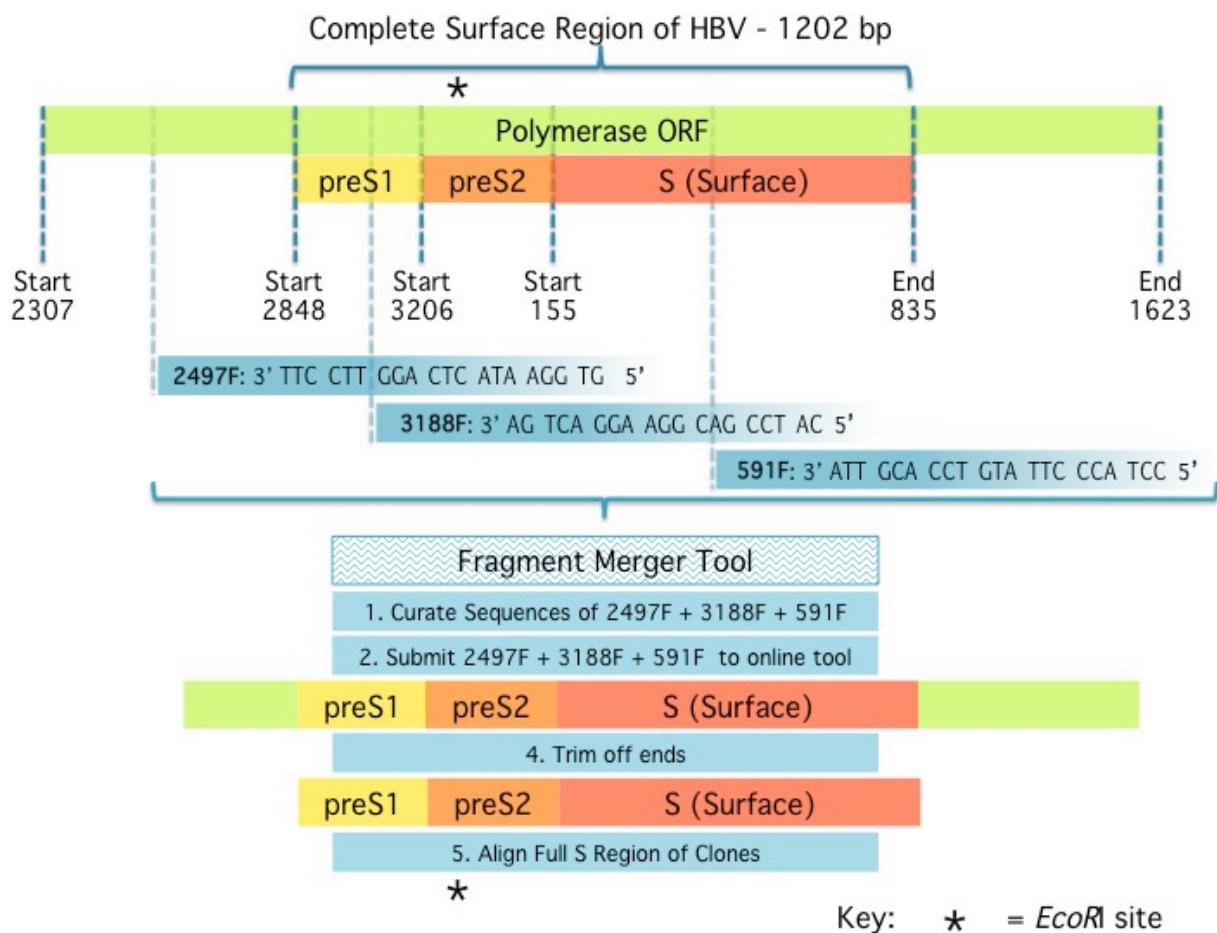 Complete Surface Region of HBV - 1202 bp
*
Polymerase ORF
preS1 preS2 S (Surface)
Start Start Start Start End End
2307 2848 3206 155 835 1623
2497F: 3' TTC CTT GGA CTC ATA AGG TG 5'
3188F: 3' AG TCA GGA AGG CAG CCT AC 5'
591F: 3' ATT GCA CCT GTA TTC CCA TCC 5'
Fragment Merger Tool
1. Curate Sequences of 2497F + 3188F + 591F
2. Submit 2497F + 3188F + 591F to online tool
preS1 preS2 S (Surface)
4. Trim off ends
preS1 preS2 S (Surface)
5. Align Full S Region of Clones
*
Key: * = EcoRI site